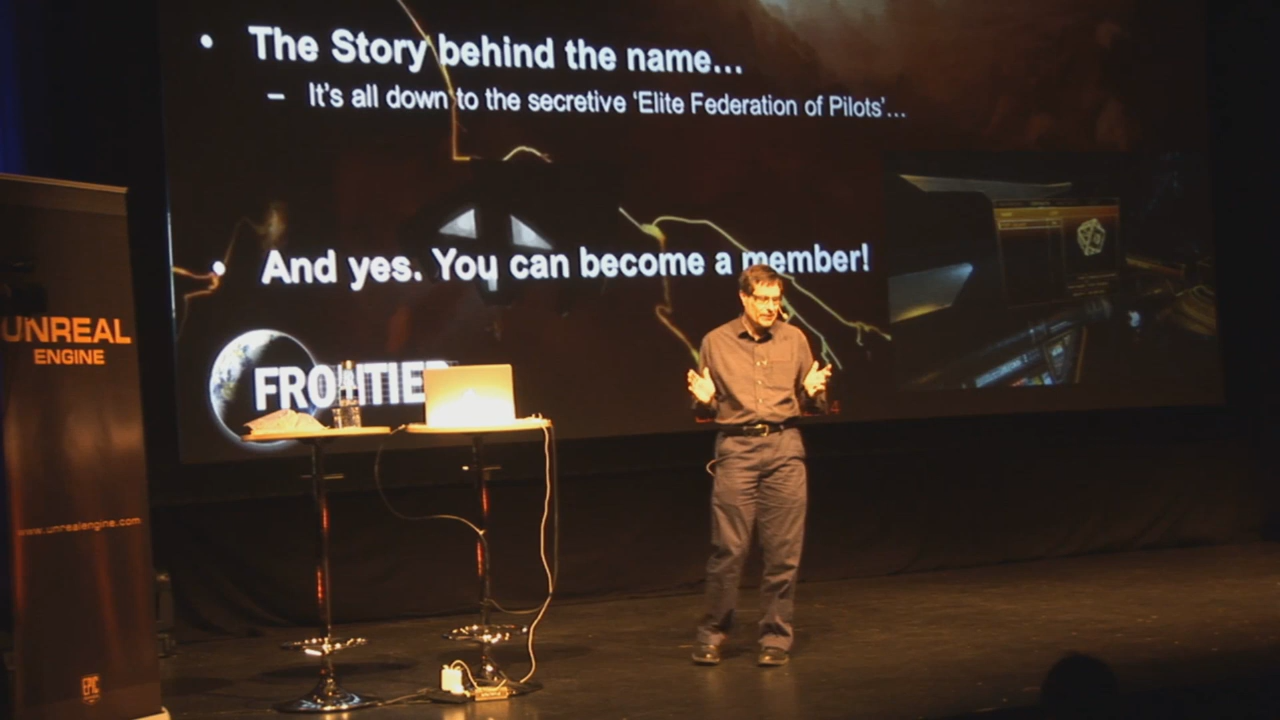 • The Story behind the name…
– It's all down to the secretive 'Elite Federation of Pilots'…
• And yes. You can become a member!
FRONTIER
UNREAL
ENGINE
www.unrealengine.com
EPIC